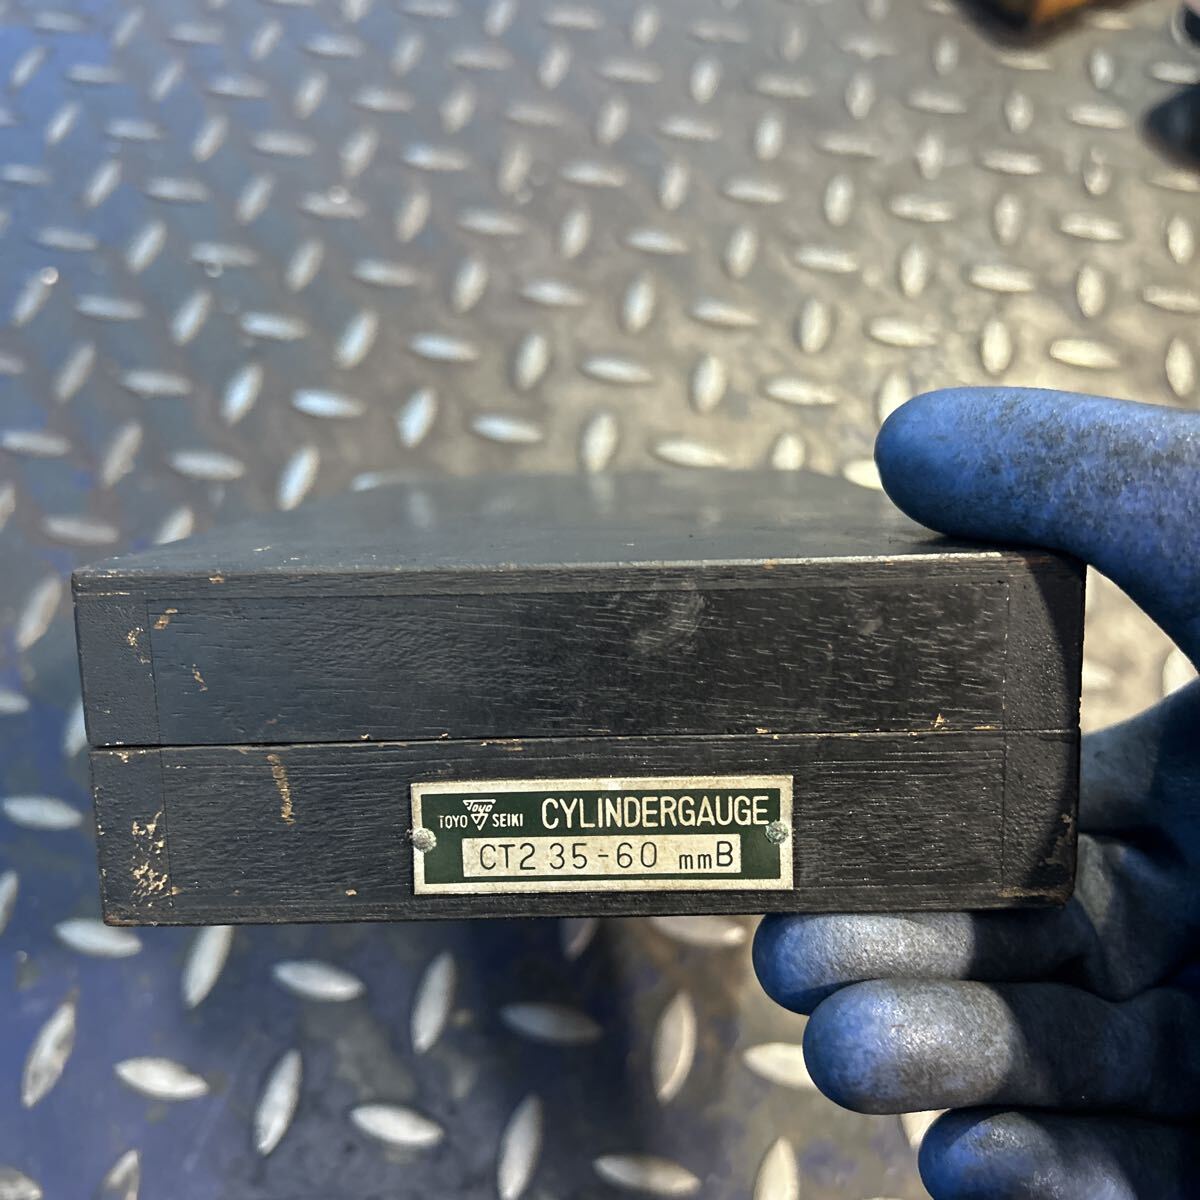 TOYO TOYO SEIKI CYLINDERGAUGE
CT2 35-60 mmB